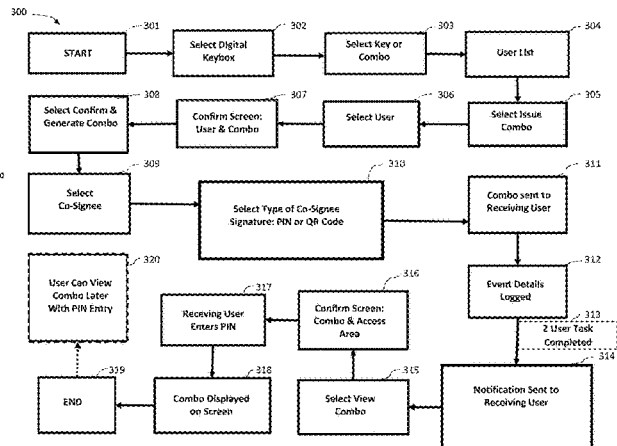 300
301
START
302
Select Digital
Keybox
303
Select Key or
Combo
304
User List
305
Select Issue
Combo
306
Select User
307
Confirm Screen:
User & Combo
308
Select Confirm &
Generate Combo
309
Select
Co-Signee
310
Select Type of Co-Signee
Signature: PIN or QR Code
311
Combo sent to
Receiving User
312
Event Details
Logged
313
2 User Task
Completed
314
Notification Sent to
Receiving User
315
Select View
Combo
316
Confirm Screen:
Combo & Access
Area
317
Receving User
Enters PIN
318
Combo Displayed
on Screen
319
END
320
User Can View
Combo Later
With PIN Entry